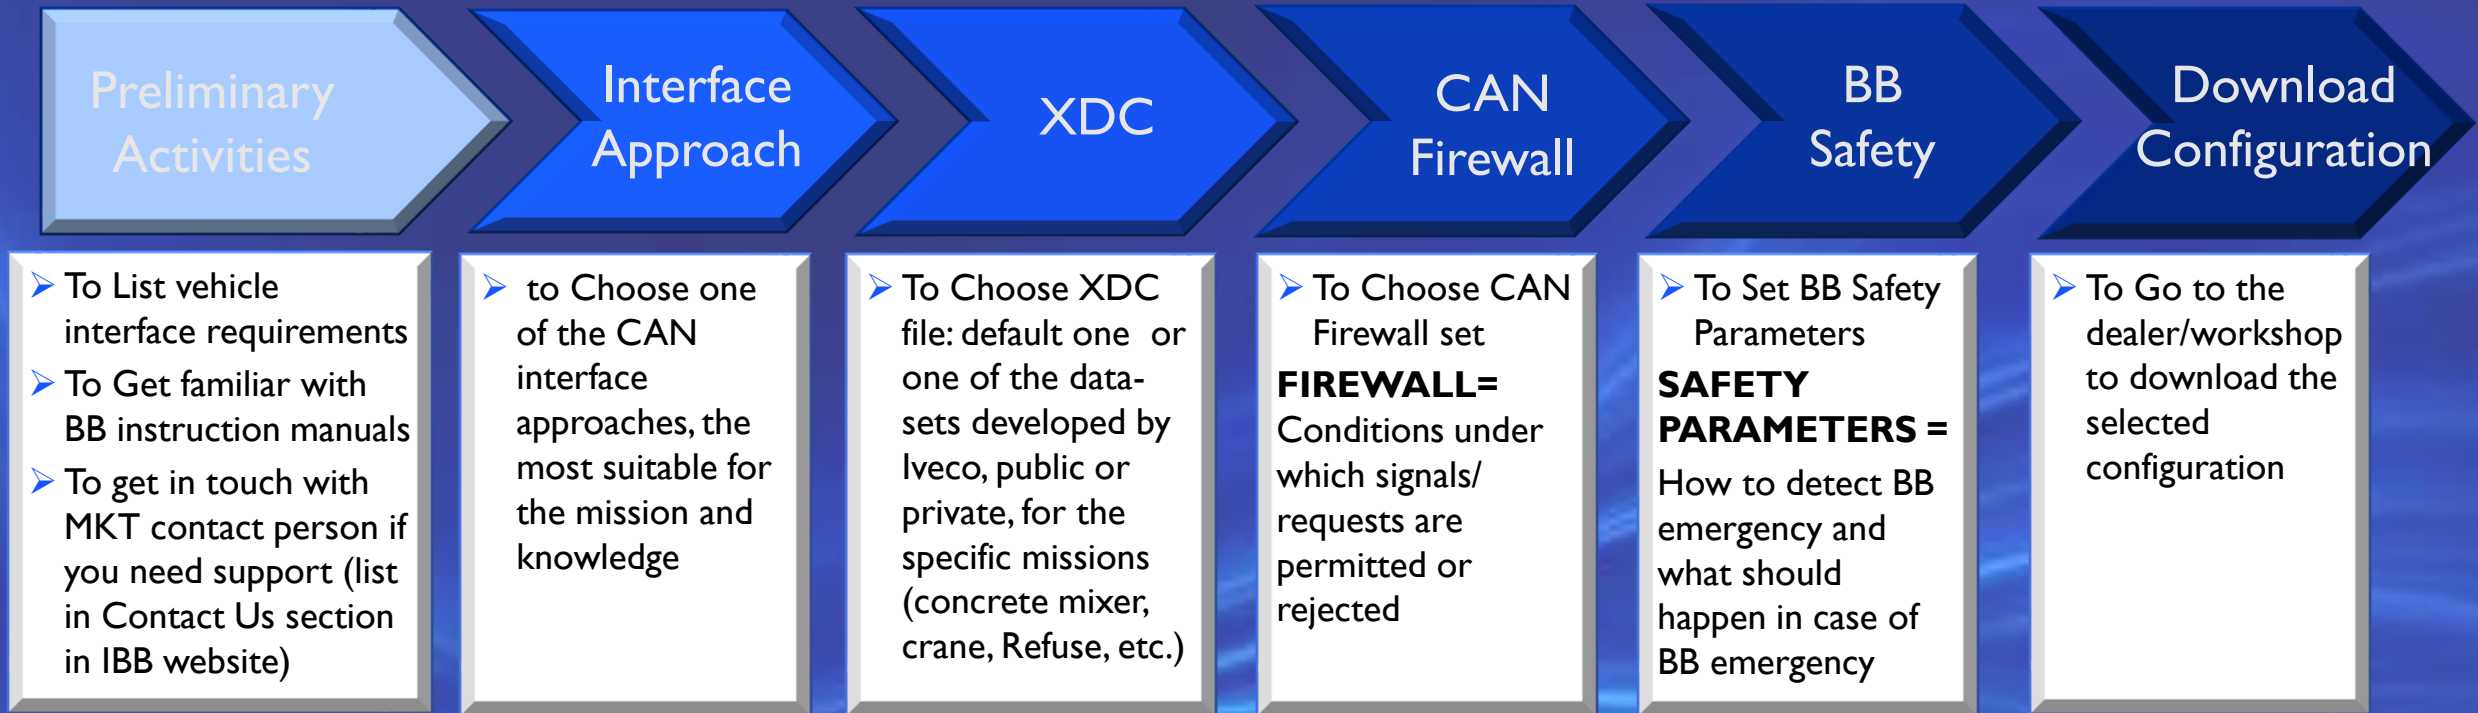 Preliminary
Activities
Interface
Approach
XDC
CAN
Firewall
BB
Safety
Download
Configuration
➢ To List vehicle
interface requirements
➢ To Get familiar with
BB instruction manuals
➢ To get in touch with
MKT contact person if
you need support (list
in Contact Us section
in IBB website)
➢ to Choose one
of the CAN
interface
approaches, the
most suitable for
the mission and
knowledge
➢ To Choose XDC
file: default one or
one of the data-
sets developed by
Iveco, public or
private, for the
specific missions
(concrete mixer,
crane, Refuse, etc.)
➢ To Choose CAN
Firewall set
FIREWALL=
Conditions under
which signals/
requests are
permitted or
rejected
➢ To Set BB Safety
Parameters
SAFETY
PARAMETERS =
How to detect BB
emergency and
what should
happen in case of
BB emergency
➢ To Go to the
dealer/workshop
to download the
selected
configuration